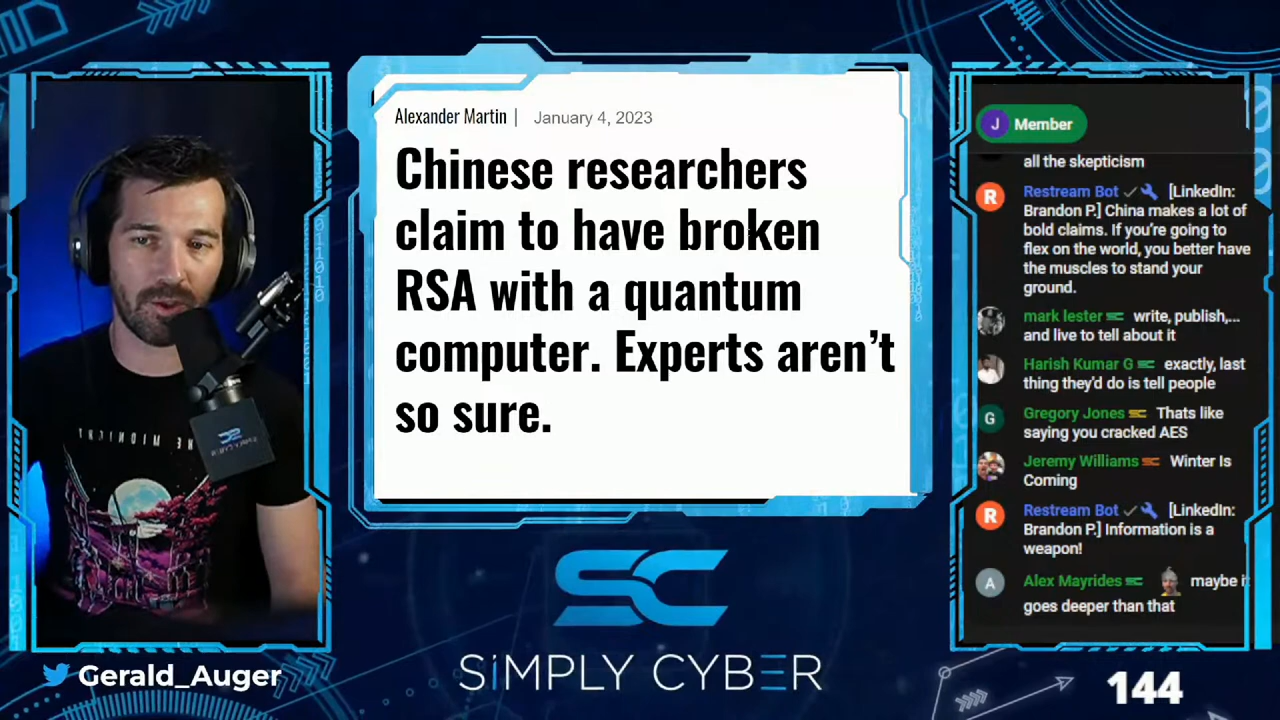 Alexander Martin | January 4, 2023
Chinese researchers
claim to have broken
RSA with a quantum
computer. Experts aren't
so sure.
J Member
all the skepticism
R Restream Bot [LinkedIn:
Brandon P.] China makes a lot of
bold claims. If you're going to
flex on the world, you better have
the muscles to stand your
ground.
mark lester write, publish,...
and live to tell about it
Harish Kumar G exactly, last
thing they'd do is tell people
G Gregory Jones Thats like
saying you cracked AES
Jeremy Williams Winter Is
Coming
R Restream Bot [LinkedIn:
Brandon P.] Information is a
weapon!
A Alex Mayrides maybe it
goes deeper than that
SC
SIMPLY CYBER
Gerald_Auger
144